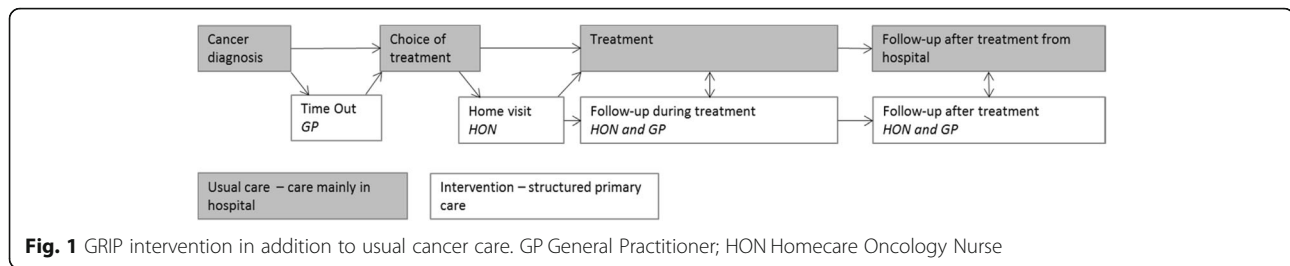 Cancer
diagnosis
Choice of
treatment
Treatment
Follow-up after treatment from
hospital
Time Out
GP
Home visit
HON
Follow-up during treatment
HON and GP
Follow-up after treatment
HON and GP
Usual care – care mainly in
hospital
Intervention – structured primary
care
Fig. 1 GRIP intervention in addition to usual cancer care. GP General Practitioner; HON Homecare Oncology Nurse